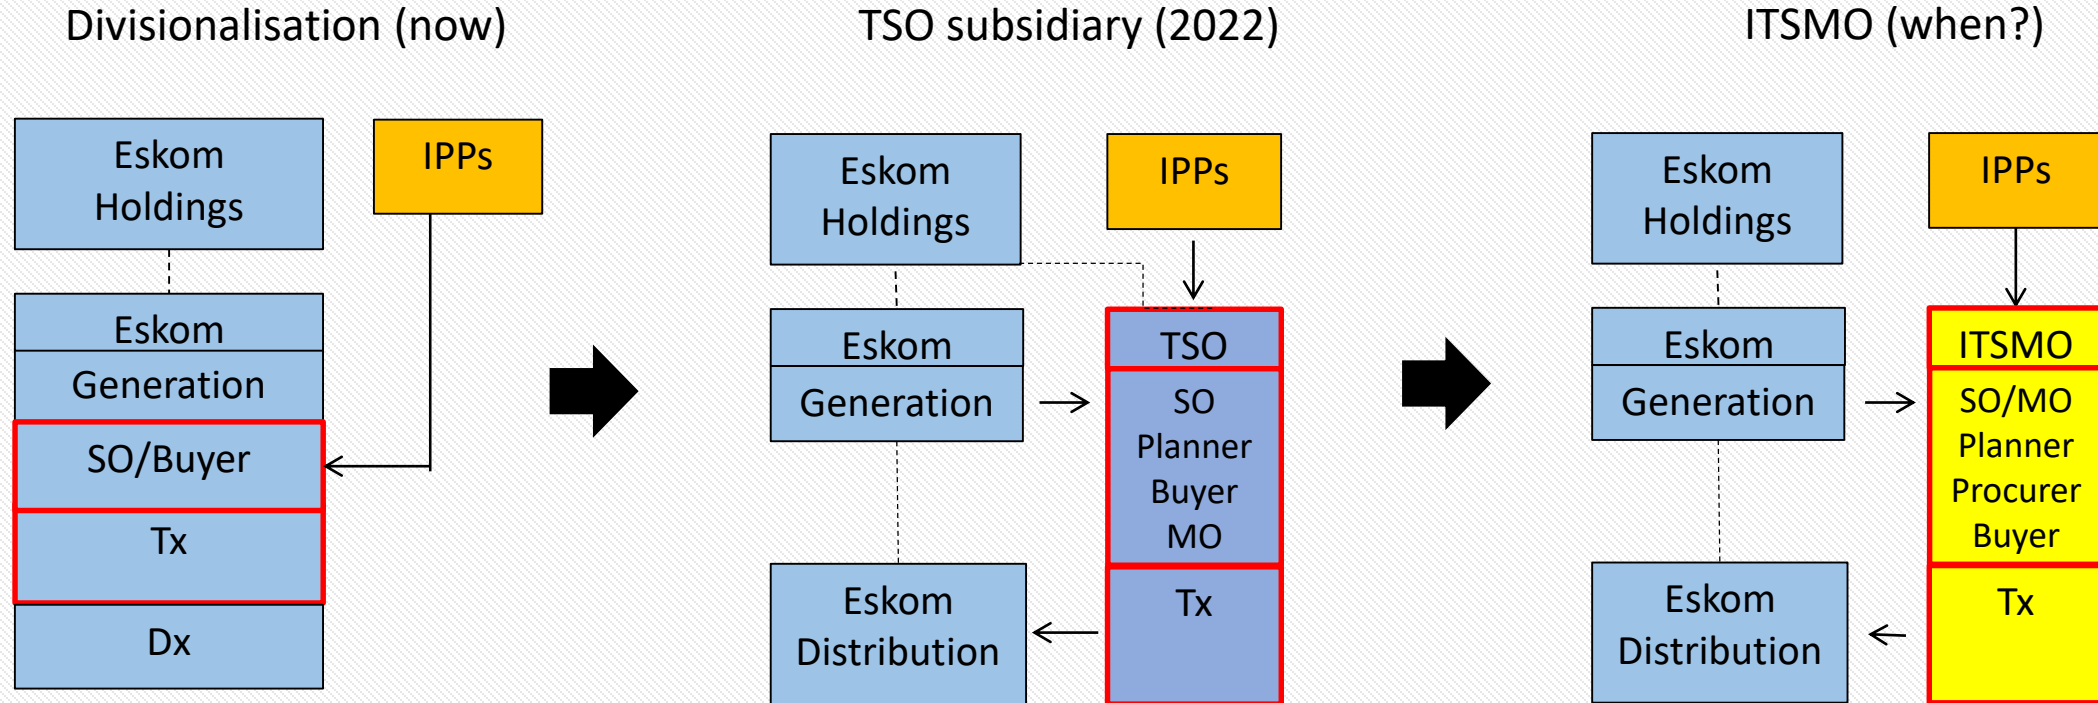 Divisionalisation (now)
Eskom
Holdings
IPPs
Eskom
Generation
SO/Buyer
Tx
Dx
TSO subsidiary (2022)
Eskom
Holdings
IPPs
Eskom
Generation
TSO
SO
Planner
Buyer
MO
Tx
Eskom
Distribution
ITSMO (when?)
Eskom
Holdings
IPPs
Eskom
Generation
ITSMO
SO/MO
Planner
Procurer
Buyer
Tx
Eskom
Distribution